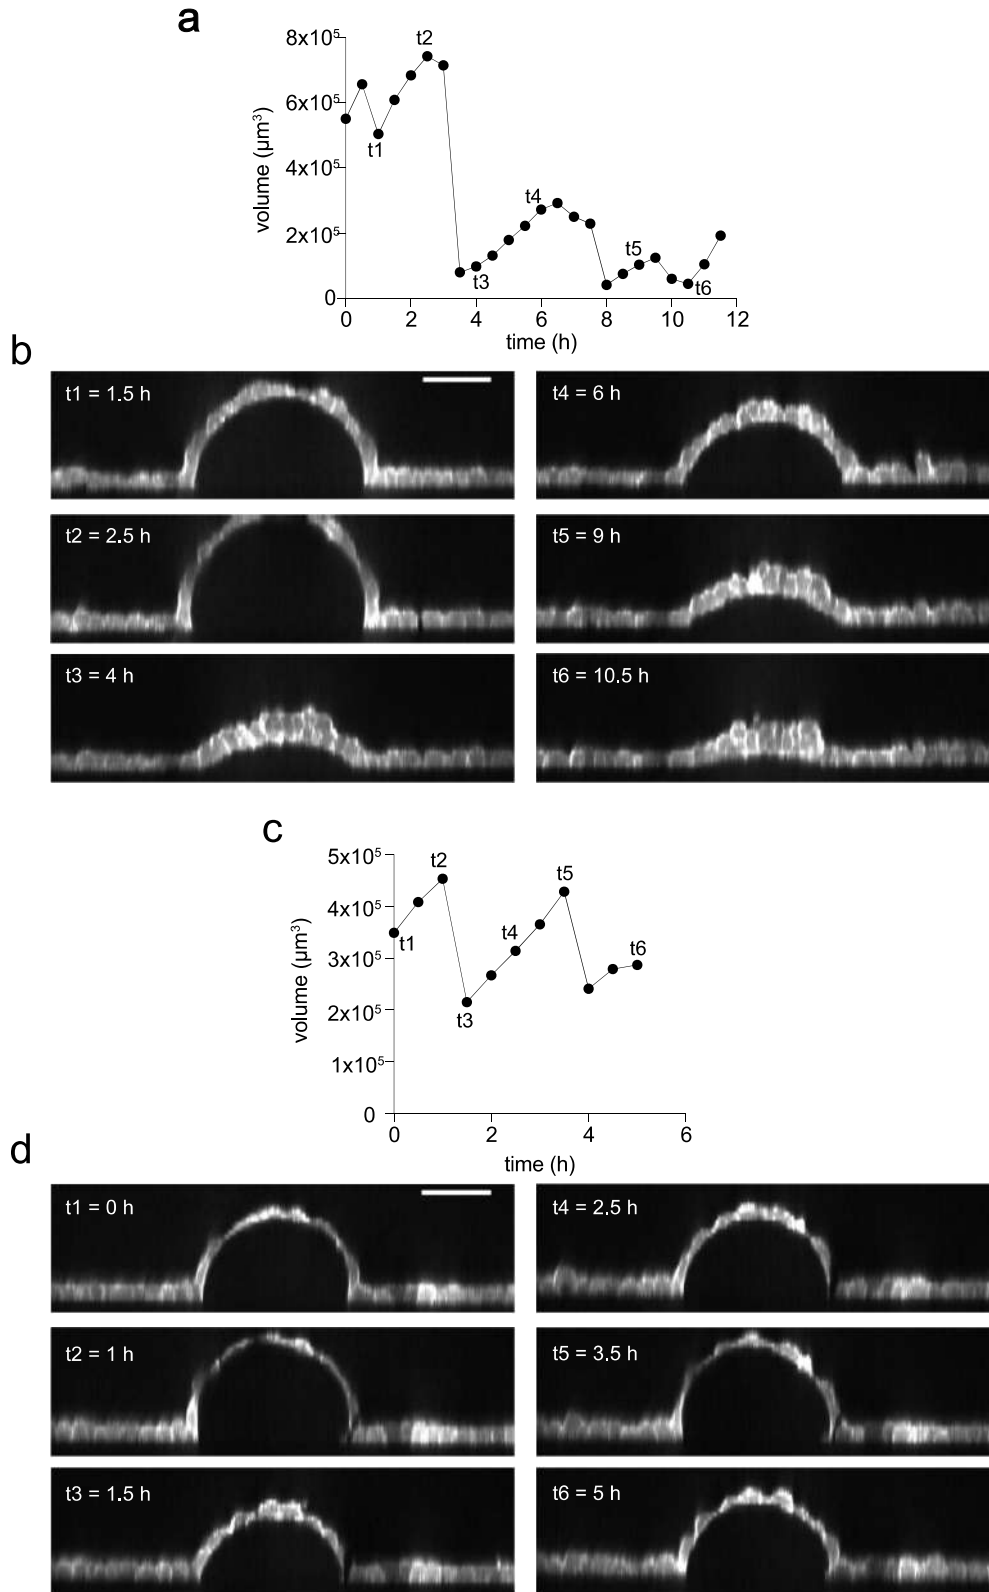 a
8x10⁵
6x10⁵
4x10⁵
2x10⁵
0
volume (µm³)
t1
t2
t3
t4
t5
t6
0 2 4 6 8 10 12
time (h)
b
t1 = 1.5 h
t2 = 2.5 h
t3 = 4 h
t4 = 6 h
t5 = 9 h
t6 = 10.5 h
c
5x10⁵
4x10⁵
3x10⁵
2x10⁵
1x10⁵
0
volume (µm³)
t1
t2
t3
t4
t5
t6
0 2 4 6
time (h)
d
t1 = 0 h
t2 = 1 h
t3 = 1.5 h
t4 = 2.5 h
t5 = 3.5 h
t6 = 5 h